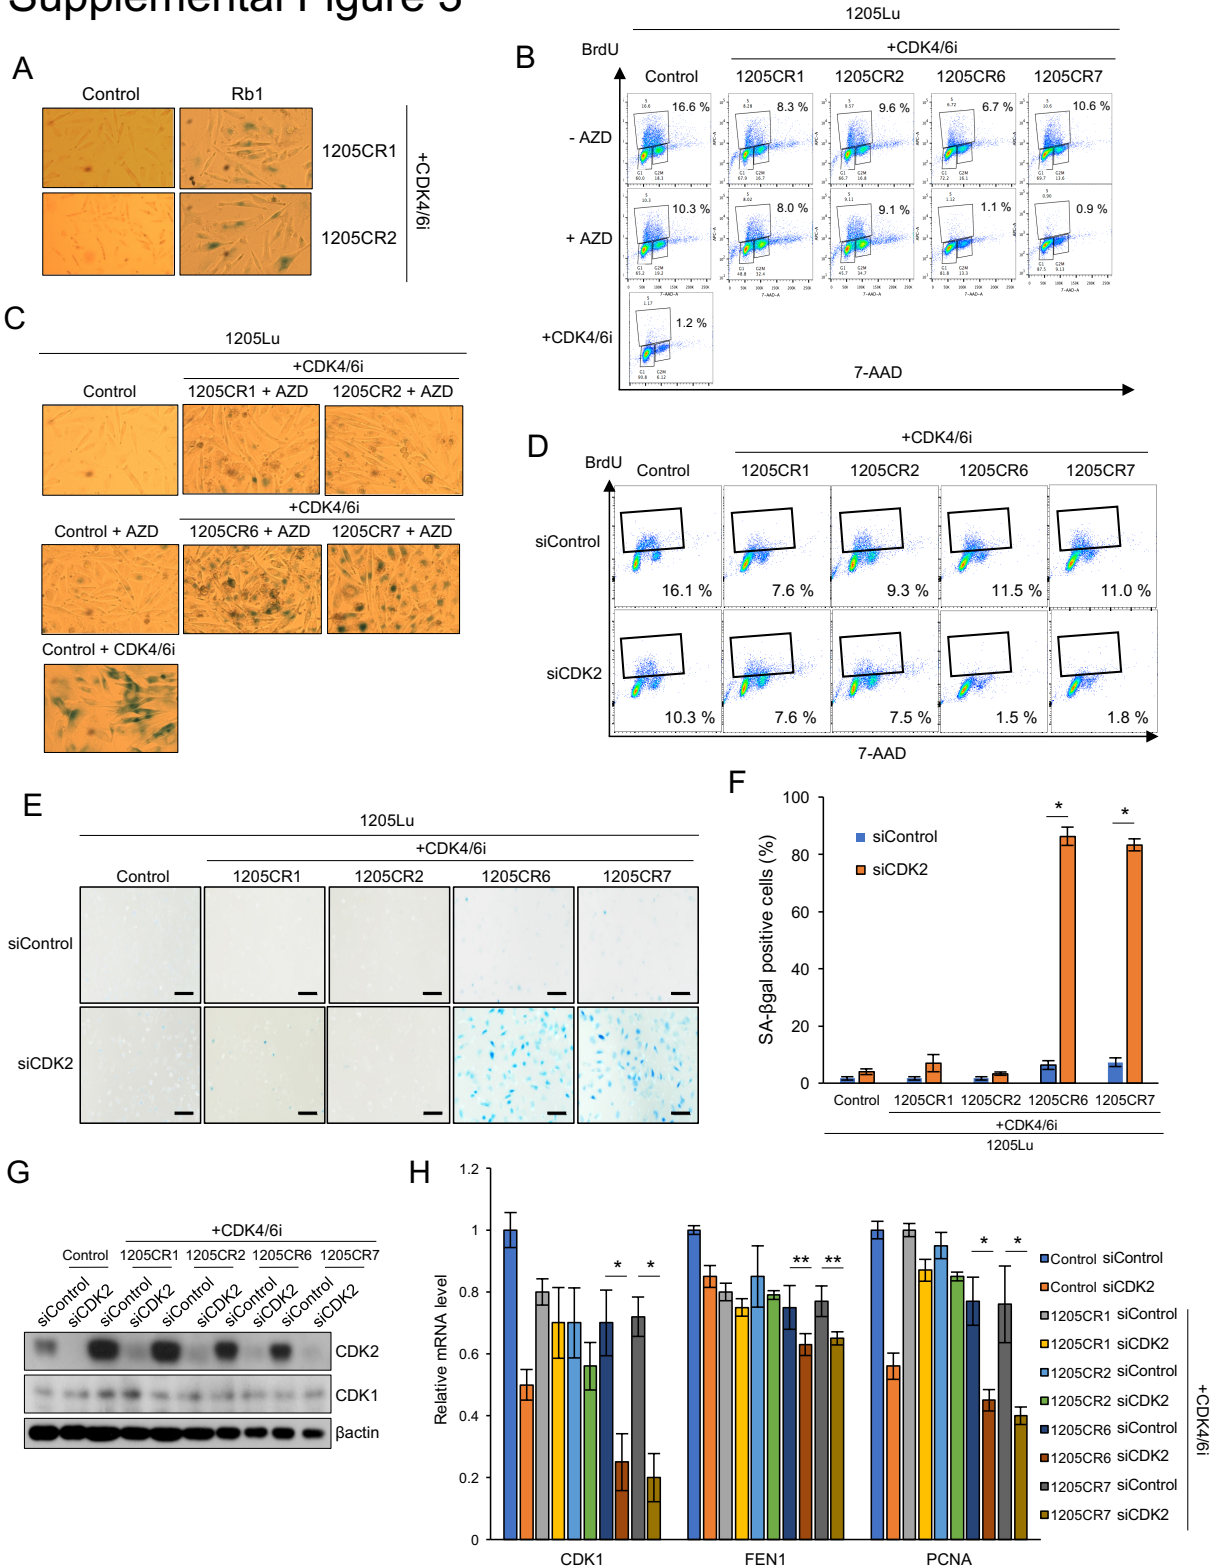 Supplemental Figure 5
A
Control
Rb1
1205CR1
1205CR2
+CDK4/6i
B
1205Lu
BrdU
+CDK4/6i
Control
1205CR1
1205CR2
1205CR6
1205CR7
- AZD
16.6 %
8.3 %
9.6 %
6.7 %
10.6 %
+ AZD
10.3 %
8.0 %
9.1 %
1.1 %
0.9 %
+CDK4/6i
1.2 %
7-AAD
C
1205Lu
+CDK4/6i
Control
1205CR1 + AZD
1205CR2 + AZD
+CDK4/6i
Control + AZD
1205CR6 + AZD
1205CR7 + AZD
Control + CDK4/6i
D
+CDK4/6i
BrdU
Control
1205CR1
1205CR2
1205CR6
1205CR7
siControl
16.1 %
7.6 %
9.3 %
11.5 %
11.0 %
siCDK2
10.3 %
7.6 %
7.5 %
1.5 %
1.8 %
7-AAD
E
1205Lu
+CDK4/6i
Control
1205CR1
1205CR2
1205CR6
1205CR7
siControl
siCDK2
F
SA-βgal positive cells (%)
100
80
60
40
20
0
siControl
siCDK2
*
*
Control
1205CR1
1205CR2
1205CR6
1205CR7
+CDK4/6i
1205Lu
G
+CDK4/6i
Control
1205CR1
1205CR2
1205CR6
1205CR7
siControl
siCDK2
siControl
siCDK2
siControl
siCDK2
siControl
siCDK2
siControl
siCDK2
CDK2
CDK1
βactin
H
Relative mRNA level
1.2
1
0.8
0.6
0.4
0.2
0
*
*
**
**
*
*
CDK1
FEN1
PCNA
Control siControl
Control siCDK2
1205CR1 siControl
1205CR1 siCDK2
1205CR2 siControl
1205CR2 siCDK2
1205CR6 siControl
1205CR6 siCDK2
1205CR7 siControl
1205CR7 siCDK2
+CDK4/6i